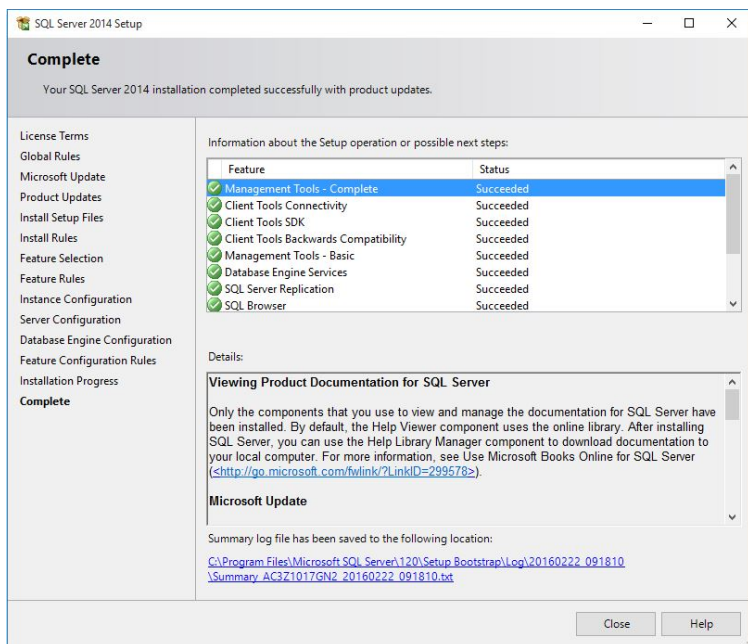 SQL Server 2014 Setup
Complete
Your SQL Server 2014 installation completed successfully with product updates.
License Terms
Global Rules
Microsoft Update
Product Updates
Install Setup Files
Install Rules
Feature Selection
Feature Rules
Instance Configuration
Server Configuration
Database Engine Configuration
Feature Configuration Rules
Installation Progress
Complete
Information about the Setup operation or possible next steps:
Feature Status
Management Tools - Complete Succeeded
Client Tools Connectivity Succeeded
Client Tools SDK Succeeded
Client Tools Backwards Compatibility Succeeded
Management Tools - Basic Succeeded
Database Engine Services Succeeded
SQL Server Replication Succeeded
SQL Browser Succeeded
Details:
Viewing Product Documentation for SQL Server
Only the components that you use to view and manage the documentation for SQL Server have
been installed. By default, the Help Viewer component uses the online library. After installing
SQL Server, you can use the Help Library Manager component to download documentation to
your local computer. For more information, see Use Microsoft Books Online for SQL Server
(<http://go.microsoft.com/fwlink/?LinkID=299578>).
Microsoft Update
Summary log file has been saved to the following location:
C:\Program Files\Microsoft SQL Server\120\Setup Bootstrap\Log\20160222_091810
\Summary_AC3Z1017GN2_20160222_091810.txt
Close Help